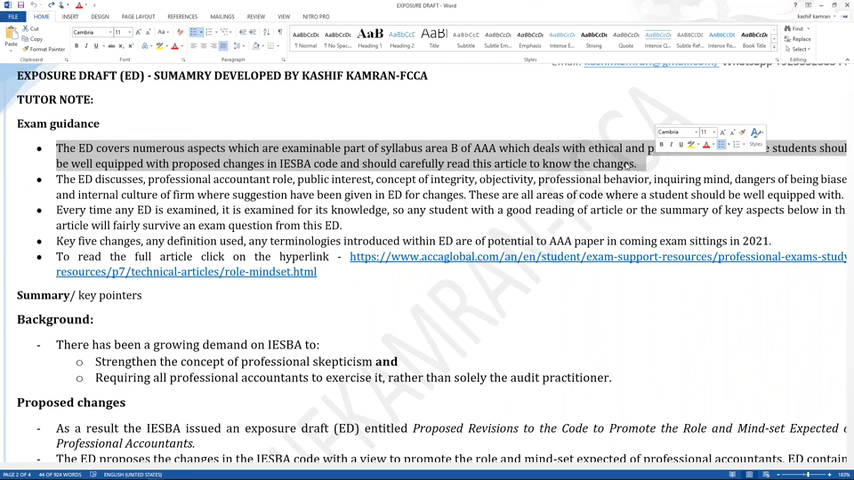 EXPOSURE DRAFT - Word
FILE HOME INSERT DESIGN PAGE LAYOUT REFERENCES MAILINGS REVIEW VIEW NITRO PRO
kashif kamran
Paste
Cut
Copy
Format Painter
Cambria 11
AaBbCcDc AaBbCcDc AaB AaBbCc AaBl AaBbCcD
¶ Normal ¶ No Spac... Heading 1 Heading 2 Title Subtitle Subtle Em... Emphasis Intense E... Strong Quote Intense Q... Subtle Ref... Intense Re... Book Title
Find
Replace
Select
Clipboard Font Paragraph Styles Editing
EXPOSURE DRAFT (ED) - SUMAMRY DEVELOPED BY KASHIF KAMRAN-FCCA
TUTOR NOTE:
Exam guidance
• The ED covers numerous aspects which are examinable part of syllabus area B of AAA which deals with ethical and students shoul
be well equipped with proposed changes in IESBA code and should carefully read this article to know the changes.
Cambria 11
Styles
• The ED discusses, professional accountant role, public interest, concept of integrity, objectivity, professional behavior, inquiring mind, dangers of being biase
and internal culture of firm where suggestion have been given in ED for changes. These are all areas of code where a student should be well equipped with.
• Every time any ED is examined, it is examined for its knowledge, so any student with a good reading of article or the summary of key aspects below in th
article will fairly survive an exam question from this ED.
• Key five changes, any definition used, any terminologies introduced within ED are of potential to AAA paper in coming exam sittings in 2021.
• To read the full article click on the hyperlink - https://www.accaglobal.com/an/en/student/exam-support-resources/professional-exams-study
resources/p7/technical-articles/role-mindset.html
Summary/ key pointers
Background:
- There has been a growing demand on IESBA to:
o Strengthen the concept of professional skepticism and
o Requiring all professional accountants to exercise it, rather than solely the audit practitioner.
Proposed changes
- As a result the IESBA issued an exposure draft (ED) entitled Proposed Revisions to the Code to Promote the Role and Mind-set Expected o
Professional Accountants.
- The ED proposes the changes in the IESBA code with a view to promote the role and mind-set expected of professional accountants. ED contain
PAGE 2 OF 4 44 OF 924 WORDS ENGLISH (UNITED STATES) 183%